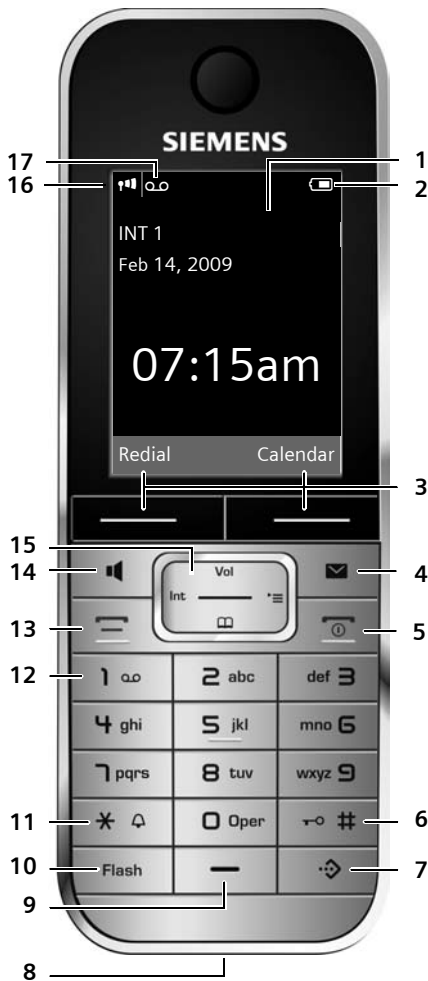 SIEMENS
17
1
16
2
INT 1
Feb 14, 2009
07:15am
Redial Calendar
3
15
14
Vol
4
Int
13
5
12
1
2 abc
def 3
4 ghi
5 jkl
mno 6
7 pqrs
8 tuv
wxyz 9
11
* 
0 Oper
#
6
10
Flash
7
9
8